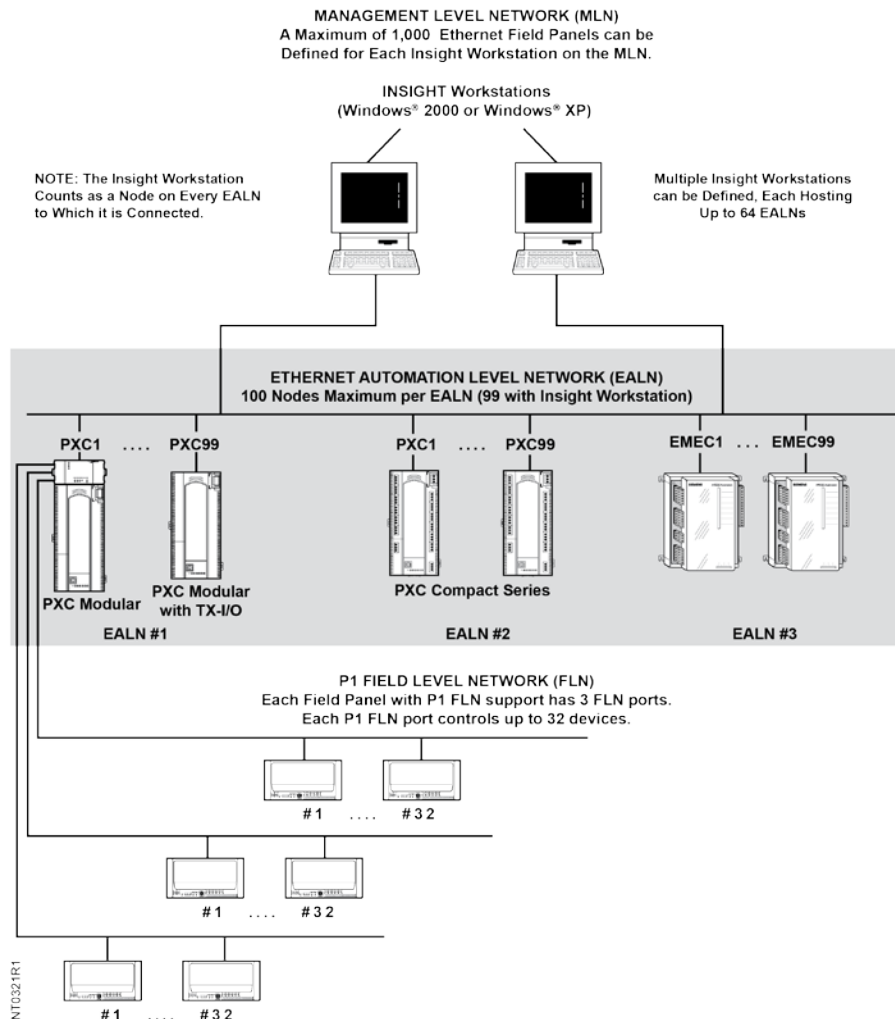 MANAGEMENT LEVEL NETWORK (MLN)
A Maximum of 1,000 Ethernet Field Panels can be
Defined for Each Insight Workstation on the MLN.
INSIGHT Workstations
(Windows® 2000 or Windows® XP)
NOTE: The Insight Workstation
Counts as a Node on Every EALN
to Which it is Connected.
Multiple Insight Workstations
can be Defined, Each Hosting
Up to 64 EALNs
ETHERNET AUTOMATION LEVEL NETWORK (EALN)
100 Nodes Maximum per EALN (99 with Insight Workstation)
PXC1 .... PXC99
PXC1 .... PXC99
EMEC1 ... EMEC99
PXC Modular
PXC Modular
with TX-I/O
PXC Compact Series
EALN #1
EALN #2
EALN #3
P1 FIELD LEVEL NETWORK (FLN)
Each Field Panel with P1 FLN support has 3 FLN ports.
Each P1 FLN port controls up to 32 devices.
#1 .... #32
#1 .... #32
#1 .... #32
NT0321R1